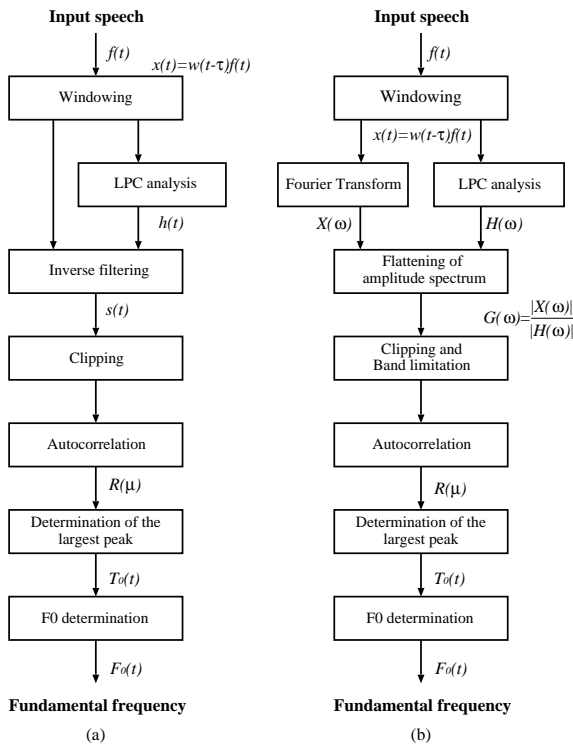 Input speech
f(t)
x(t)=w(t-τ)f(t)
Windowing
LPC analysis
h(t)
Inverse filtering
s(t)
Clipping
Autocorrelation
R(μ)
Determination of the
largest peak
T₀(t)
F0 determination
F₀(t)
Fundamental frequency
(a)
Input speech
f(t)
Windowing
x(t)=w(t-τ)f(t)
Fourier Transform
LPC analysis
X(ω)
H(ω)
Flattening of
amplitude spectrum
G(ω)=|X(ω)|/|H(ω)|
Clipping and
Band limitation
Autocorrelation
R(μ)
Determination of the
largest peak
T₀(t)
F0 determination
F₀(t)
Fundamental frequency
(b)